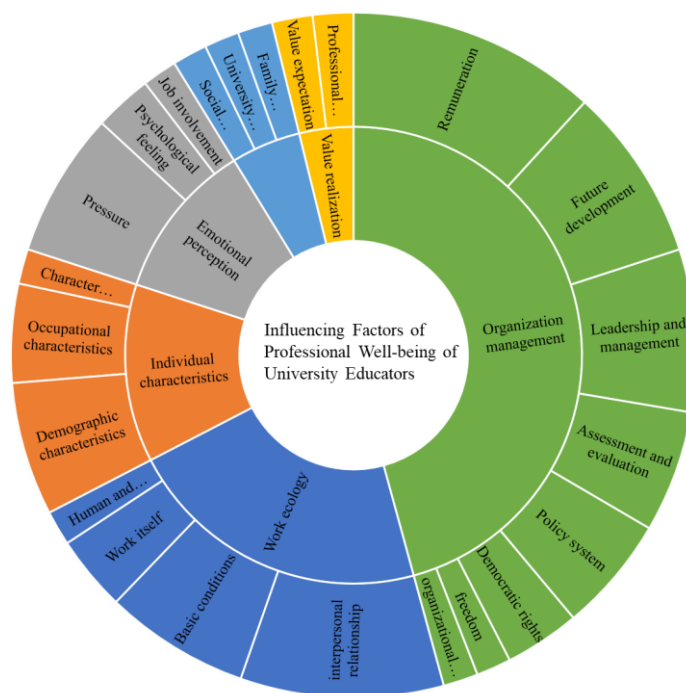 Influencing Factors of
Professional Well-being of
University Educators
Organization
management
Remuneration
Future
development
Leadership and
management
Assessment and
evaluation
Policy system
Democratic rights
freedom
organizational…
Work ecology
interpersonal
relationship
Basic conditions
Work itself
Human and…
Individual
characteristics
Demographic
characteristics
Occupational
characteristics
Character…
Emotional
perception
Pressure
Psychological
feeling
Job involvement
Social…
University…
Family…
Value realization
Value expectation
Professional…